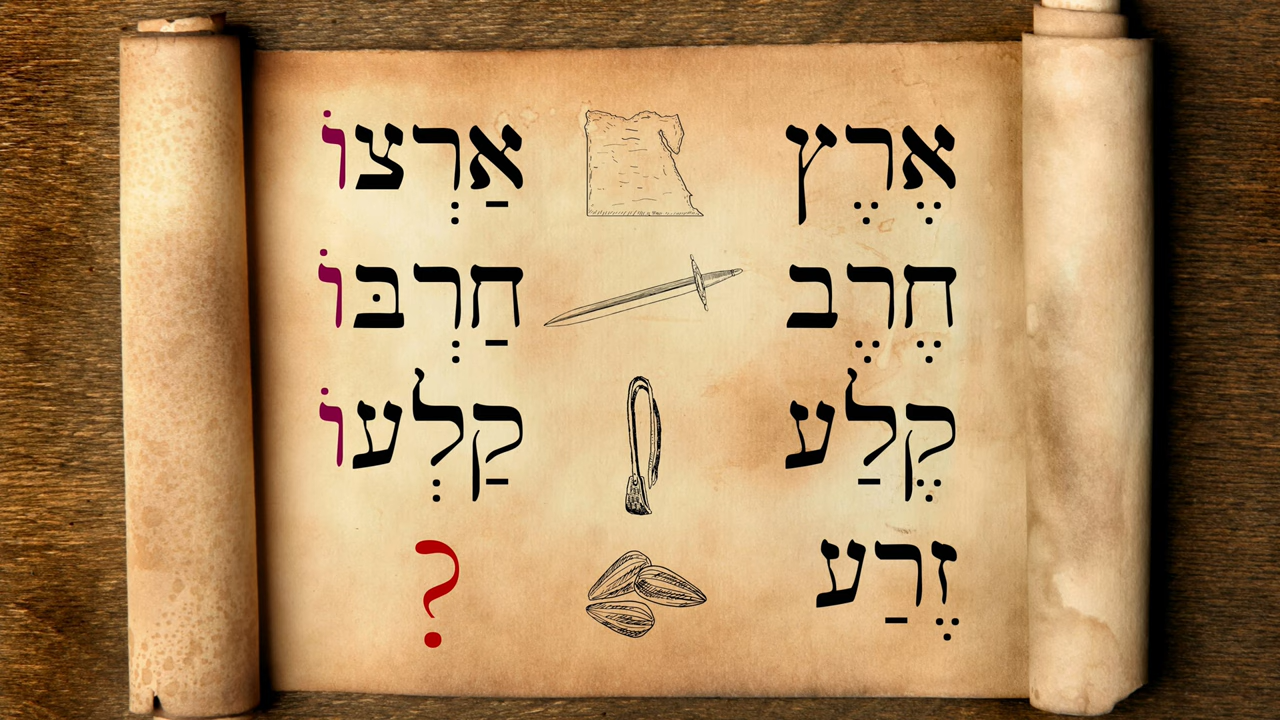 אֶרֶץ אַרְצוֹ
חֶרֶב חַרְבּוֹ
קֶלַע קַלְעוֹ
זֶרַע ?